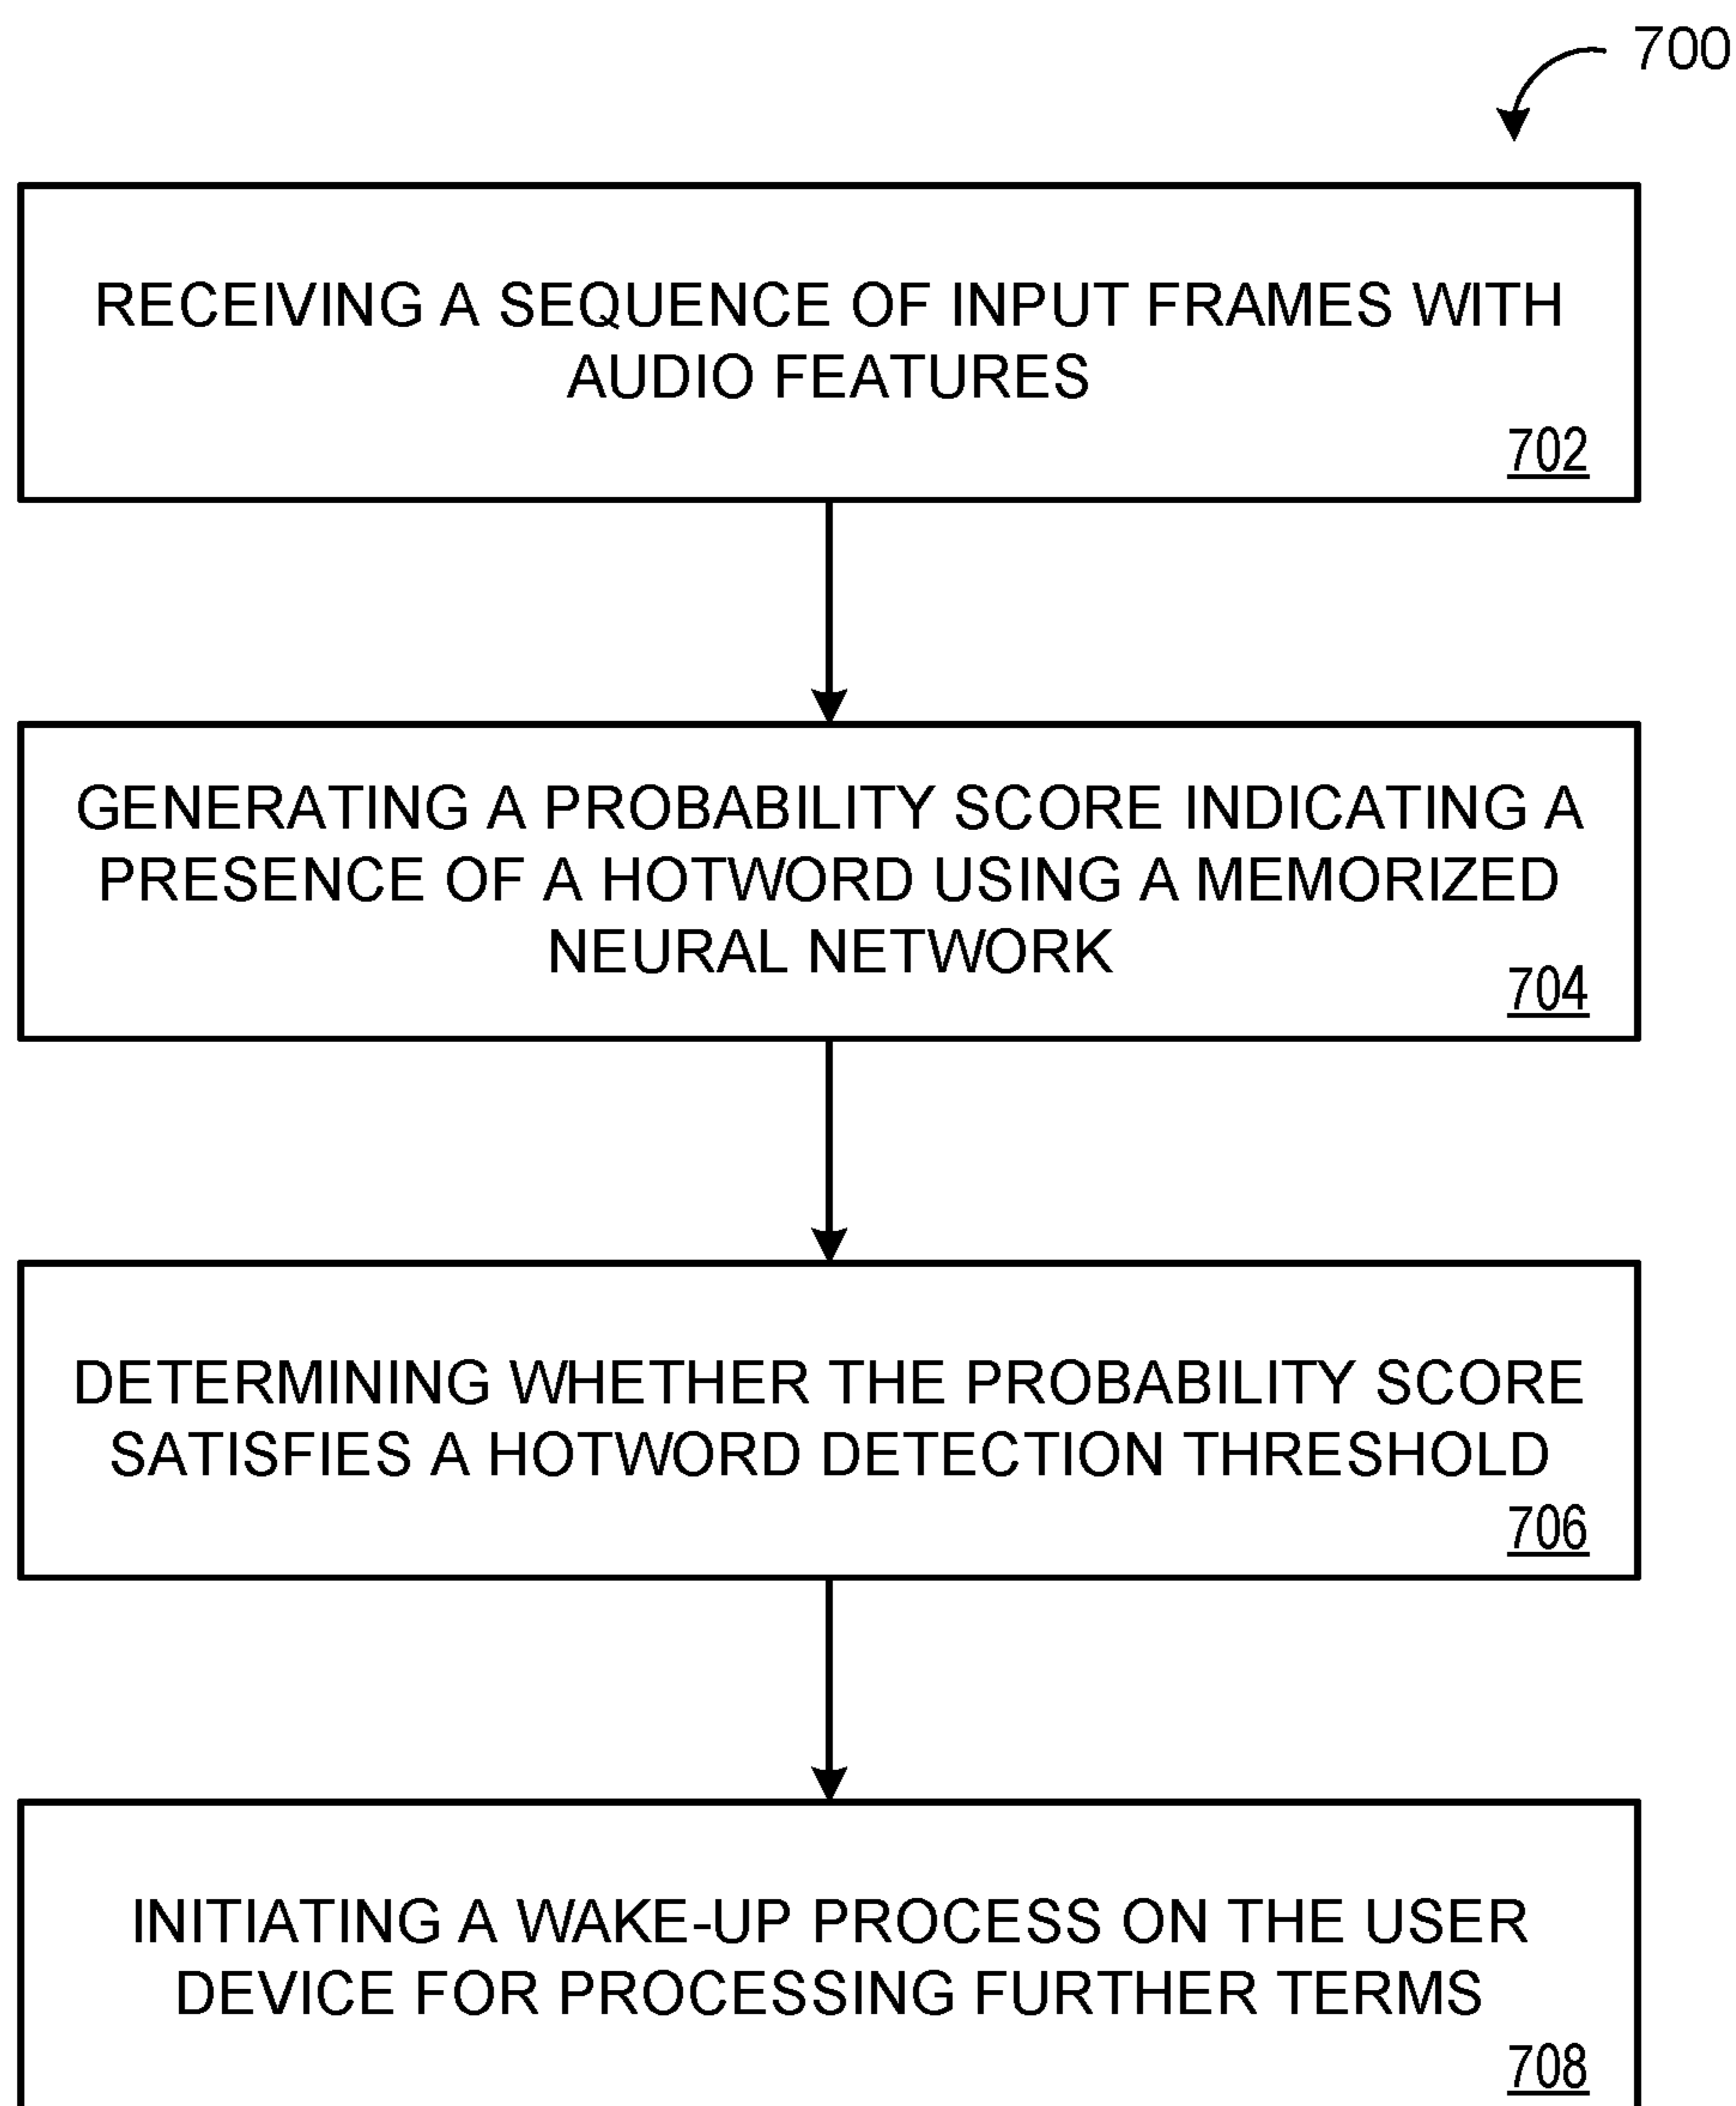 700
RECEIVING A SEQUENCE OF INPUT FRAMES WITH
AUDIO FEATURES
702
GENERATING A PROBABILITY SCORE INDICATING A
PRESENCE OF A HOTWORD USING A MEMORIZED
NEURAL NETWORK
704
DETERMINING WHETHER THE PROBABILITY SCORE
SATISFIES A HOTWORD DETECTION THRESHOLD
706
INITIATING A WAKE-UP PROCESS ON THE USER
DEVICE FOR PROCESSING FURTHER TERMS
708